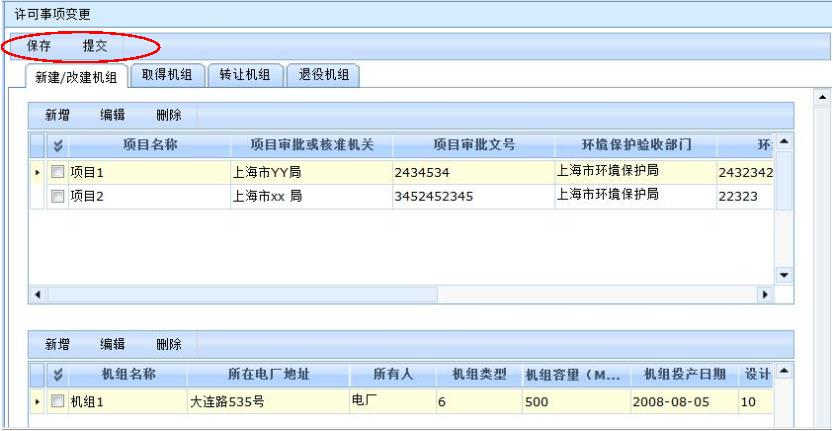 许可事项变更
保存 提交
新建/改建机组 取得机组 转让机组 退役机组
新增 编辑 删除
项目名称 项目审批或核准机关 项目审批文号 环境保护验收部门 环
项目1 上海市YY局 2434534 上海市环境保护局 2432342
项目2 上海市xx 局 3452452345 上海市环境保护局 22323
新增 编辑 删除
机组名称 所在电厂地址 所有人 机组类型 机组容量（M... 机组投产日期 设计
机组1 大连路535号 电厂 6 500 2008-08-05 10